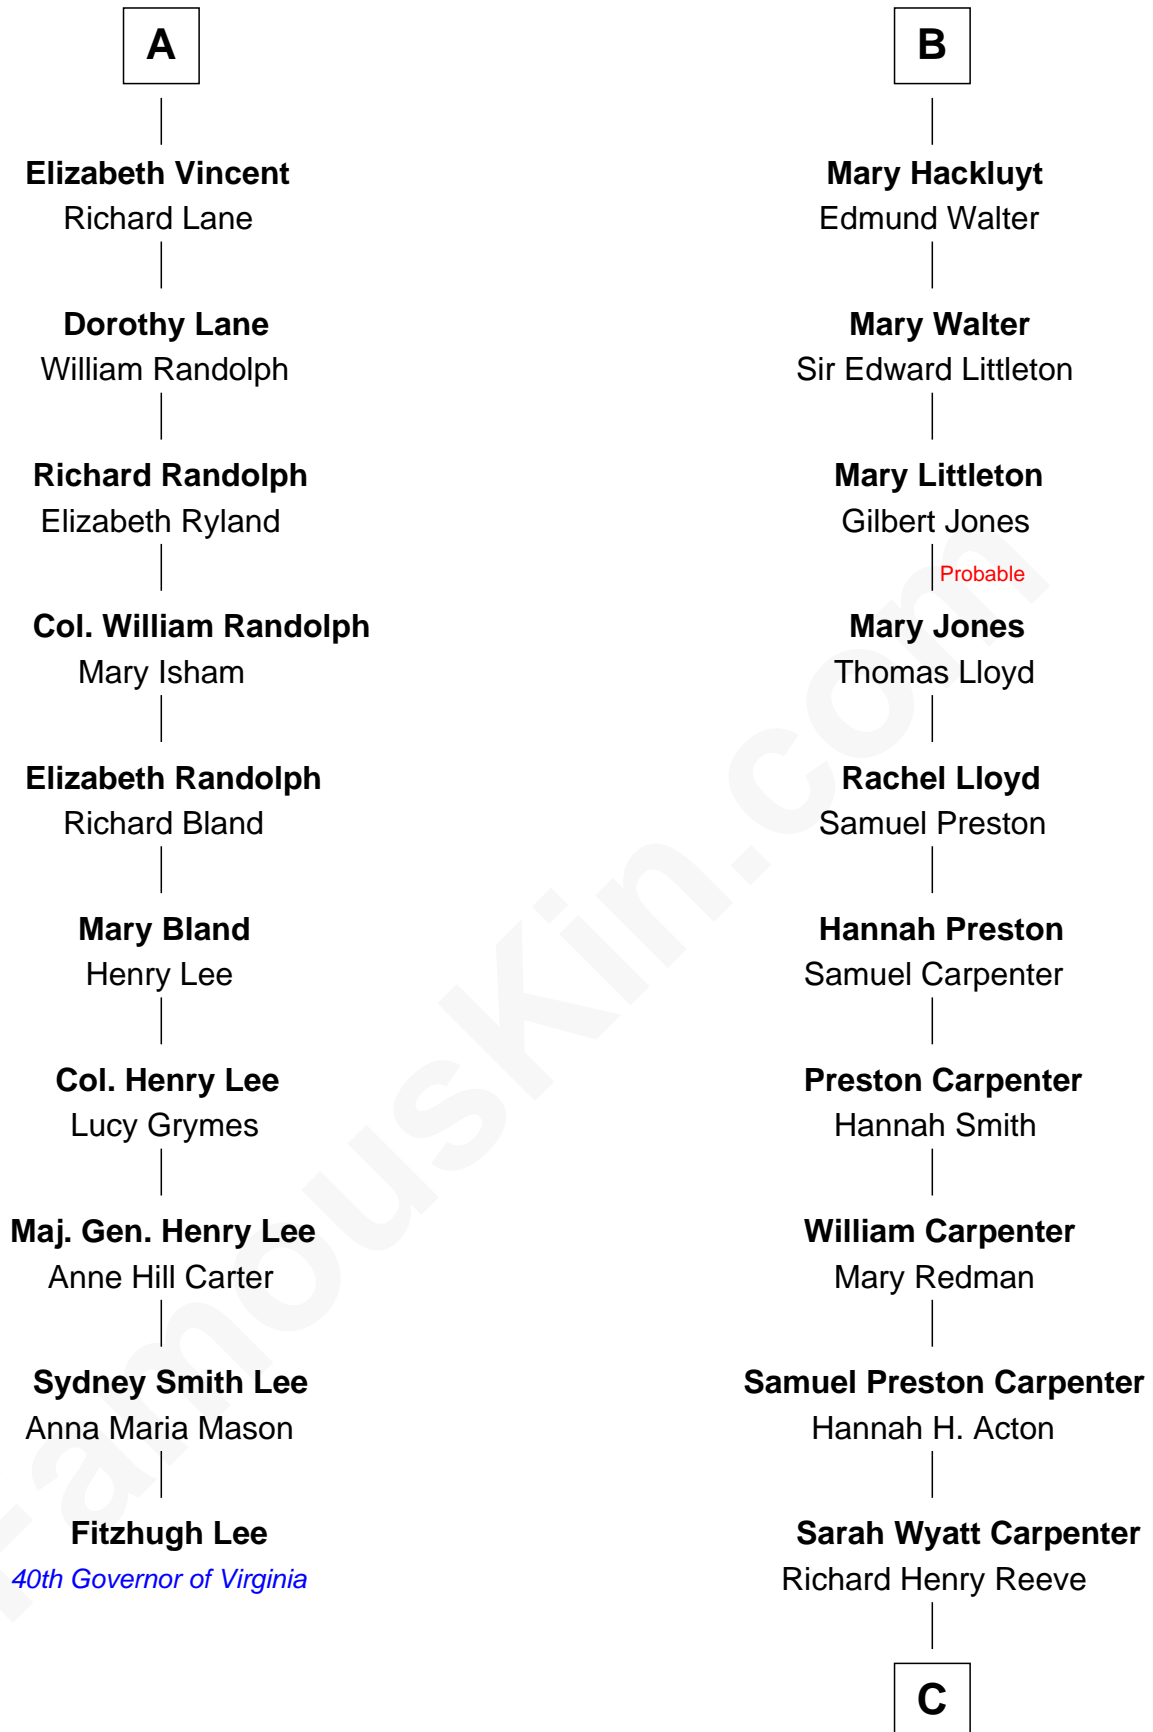 A
Elizabeth Vincent
Richard Lane
Dorothy Lane
William Randolph
Richard Randolph
Elizabeth Ryland
Col. William Randolph
Mary Isham
Elizabeth Randolph
Richard Bland
Mary Bland
Henry Lee
Col. Henry Lee
Lucy Grymes
Maj. Gen. Henry Lee
Anne Hill Carter
Sydney Smith Lee
Anna Maria Mason
Fitzhugh Lee
40th Governor of Virginia
B
Mary Hackluyt
Edmund Walter
Mary Walter
Sir Edward Littleton
Mary Littleton
Gilbert Jones
Probable
Mary Jones
Thomas Lloyd
Rachel Lloyd
Samuel Preston
Hannah Preston
Samuel Carpenter
Preston Carpenter
Hannah Smith
William Carpenter
Mary Redman
Samuel Preston Carpenter
Hannah H. Acton
Sarah Wyatt Carpenter
Richard Henry Reeve
C
FamousKin.com